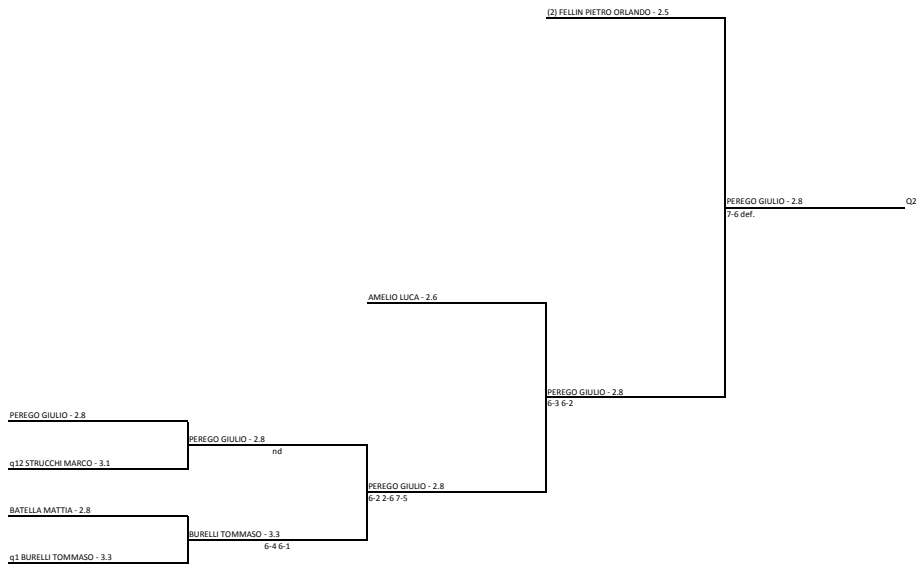 (2) FELLIN PIETRO ORLANDO - 2.5
PEREGO GIULIO - 2.8
Q2
7-6 def.
AMELIO LUCA - 2.6
PEREGO GIULIO - 2.8
6-3 6-2
PEREGO GIULIO - 2.8
PEREGO GIULIO - 2.8
nd
q12 STRUCCHI MARCO - 3.1
PEREGO GIULIO - 2.8
6-2 2-6 7-5
BATELLA MATTIA - 2.8
BURELLI TOMMASO - 3.3
6-4 6-1
q1 BURELLI TOMMASO - 3.3